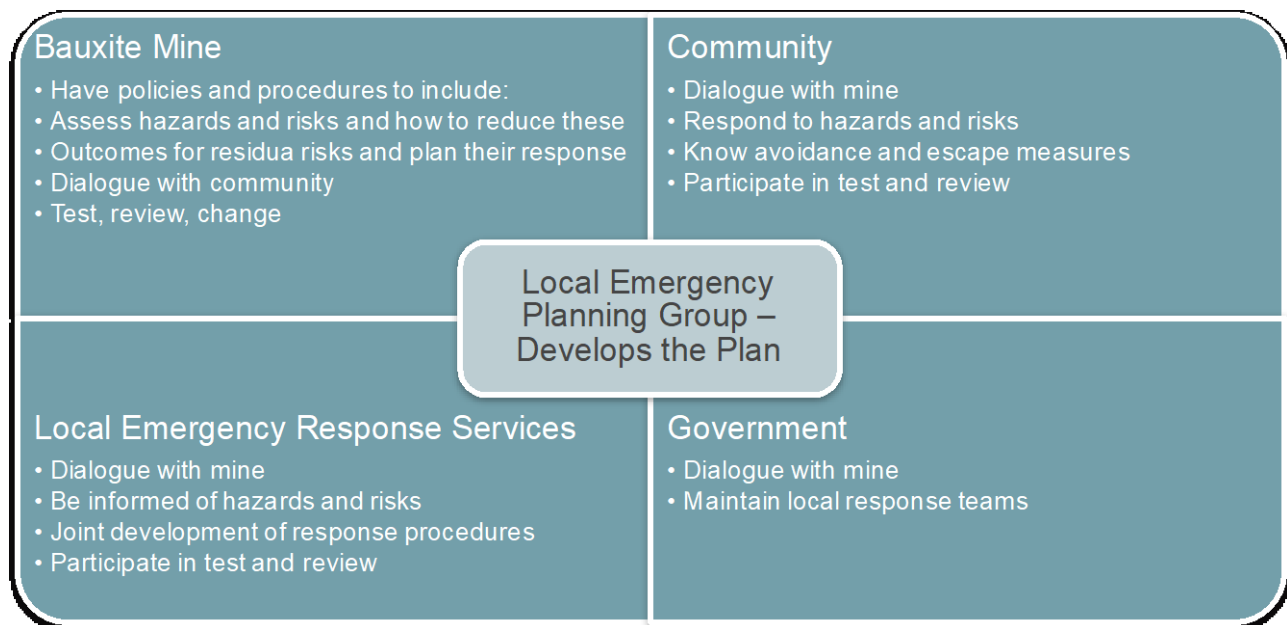 Bauxite Mine
• Have policies and procedures to include:
• Assess hazards and risks and how to reduce these
• Outcomes for residua risks and plan their response
• Dialogue with community
• Test, review, change
Community
• Dialogue with mine
• Respond to hazards and risks
• Know avoidance and escape measures
• Participate in test and review
Local Emergency
Planning Group –
Develops the Plan
Local Emergency Response Services
• Dialogue with mine
• Be informed of hazards and risks
• Joint development of response procedures
• Participate in test and review
Government
• Dialogue with mine
• Maintain local response teams